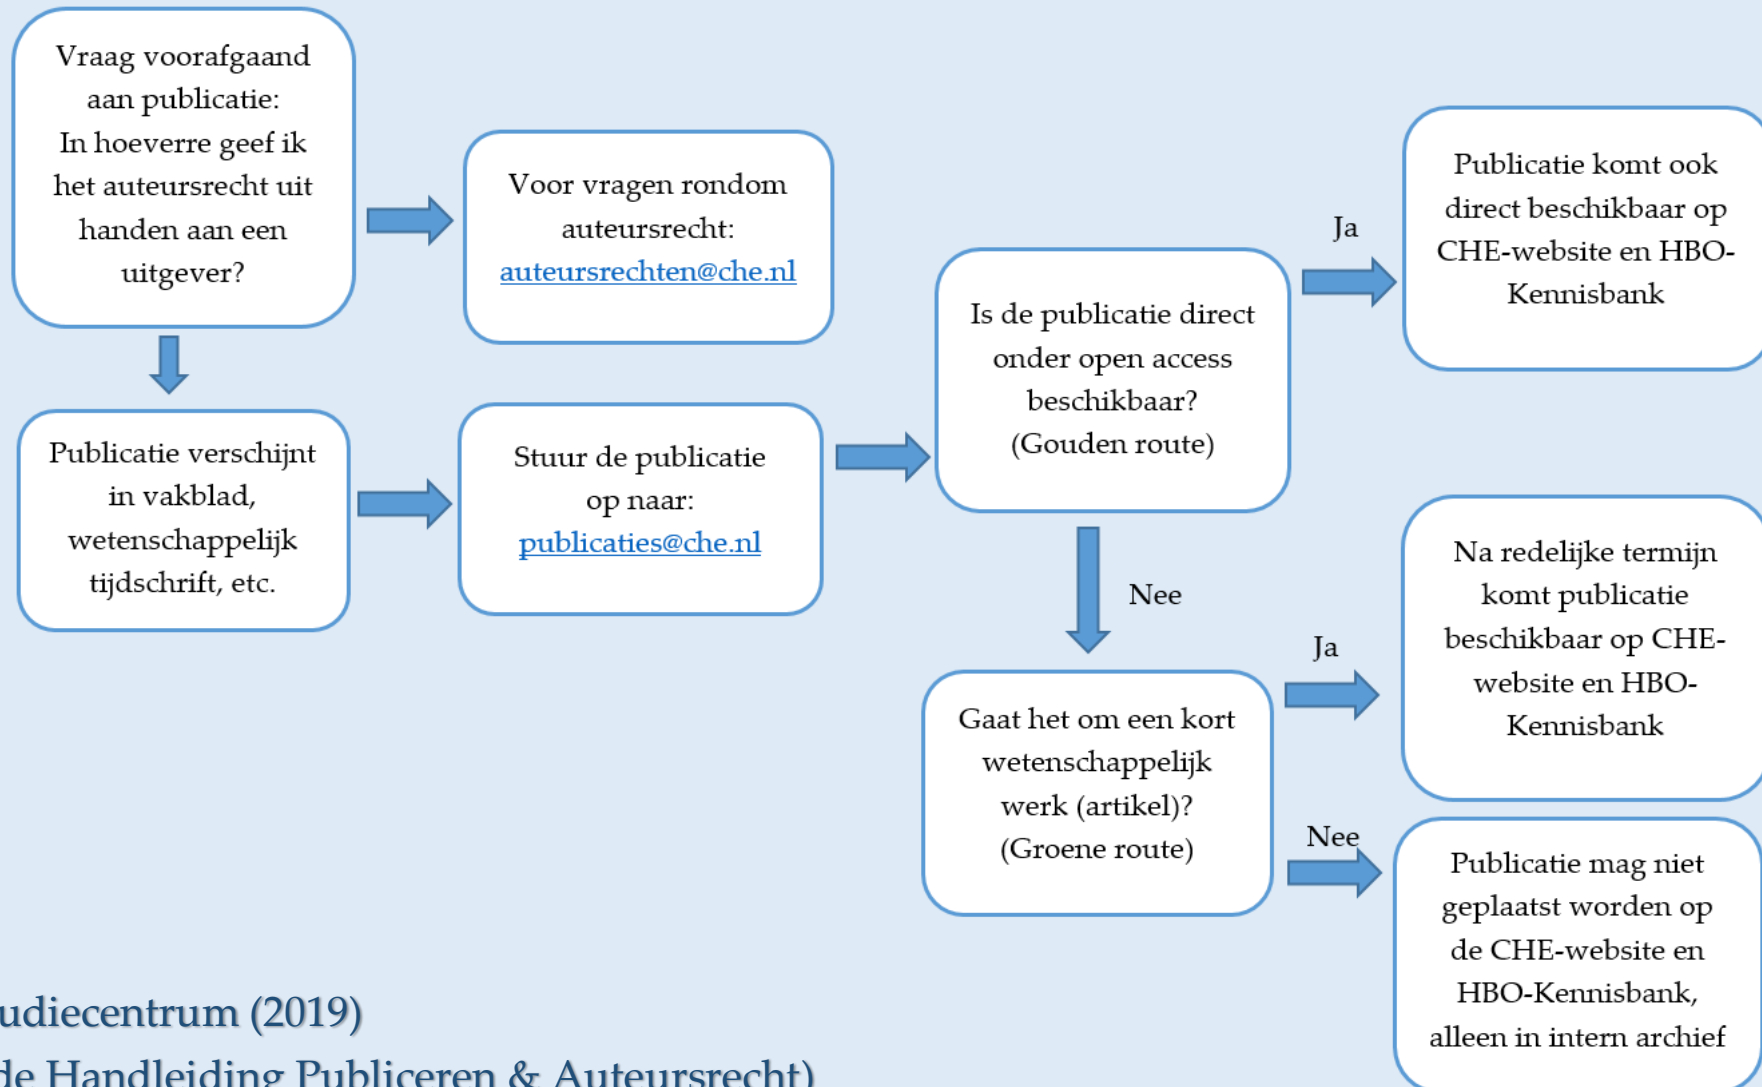 Vraag voorafgaand
aan publicatie:
In hoeverre geef ik
het auteursrecht uit
handen aan een
uitgever?
Voor vragen rondom
auteursrecht:
auteursrechten@che.nl
Publicatie verschijnt
in vakblad,
wetenschappelijk
tijdschrift, etc.
Stuur de publicatie
op naar:
publicaties@che.nl
Is de publicatie direct
onder open access
beschikbaar?
(Gouden route)
Ja
Publicatie komt ook
direct beschikbaar op
CHE-website en HBO-
Kennisbank
Nee
Gaat het om een kort
wetenschappelijk
werk (artikel)?
(Groene route)
Ja
Na redelijke termijn
komt publicatie
beschikbaar op CHE-
website en HBO-
Kennisbank
Nee
Publicatie mag niet
geplaatst worden op
de CHE-website en
HBO-Kennisbank,
alleen in intern archief
udiecentrum (2019)
de Handleiding Publiceren & Auteursrecht)